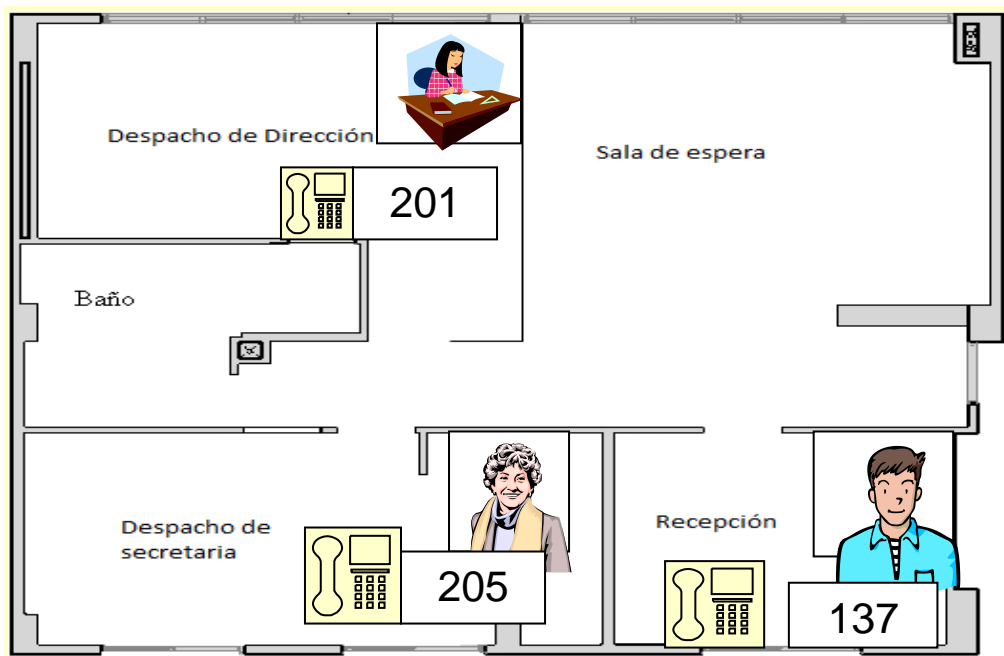 Despacho de Dirección
Sala de espera
201
Baño
Despacho de
secretaria
205
Recepción
137